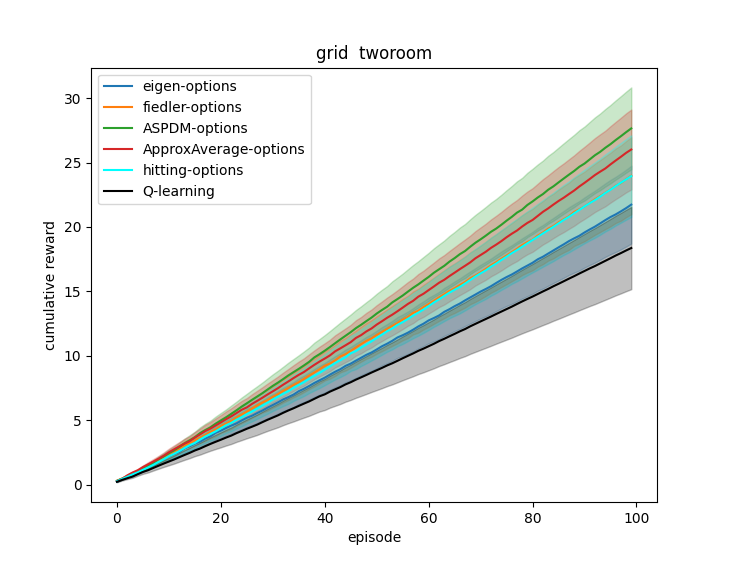 grid tworoom
eigen-options
fiedler-options
ASPDM-options
ApproxAverage-options
hitting-options
Q-learning
cumulative reward
30
25
20
15
10
5
0
0 20 40 60 80 100
episode